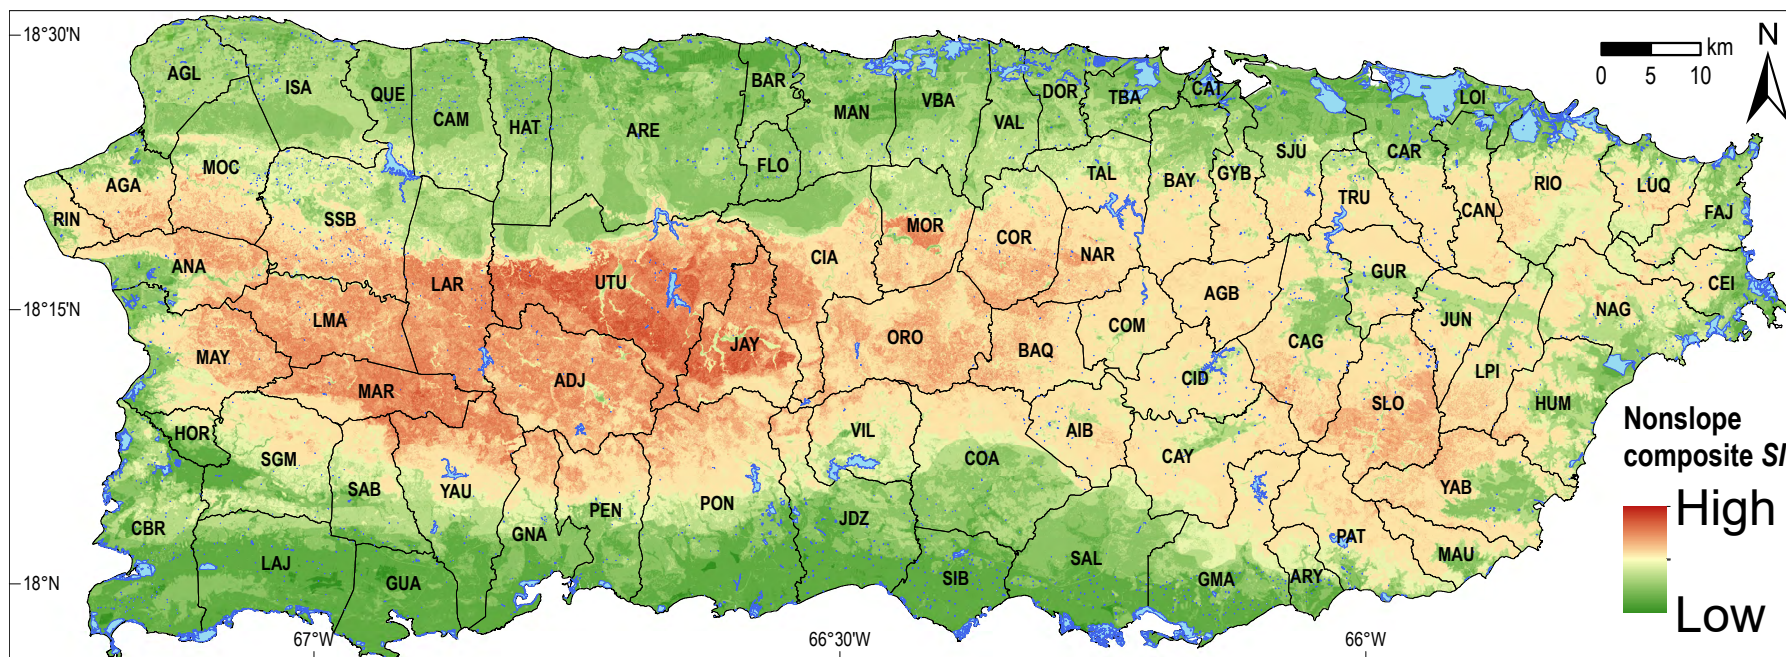 18°30'N
18°15'N
18°N
67°W
66°30'W
66°W
N
km
0 5 10
AGL
ISA
QUE
CAM
HAT
ARE
BAR
MAN
VBA
VAL
DOR
TBA
CAT
LOI
FLO
SJU
CAR
MOC
AGA
RIN
SSB
TAL
BAY
GYB
TRU
CAN
RIO
LUQ
FAJ
ANA
LAR
UTU
CIA
MOR
COR
NAR
AGB
GUR
CEI
LMA
MAY
JAY
ORO
BAQ
COM
CAG
JUN
NAG
MAR
ADJ
CID
SLO
LPI
HUM
HOR
SGM
SAB
YAU
GNA
PEN
PON
VIL
COA
AIB
CAY
YAB
CBR
LAJ
GUA
JDZ
SIB
SAL
GMA
ARY
PAT
MAU
Nonslope
composite SI
High
Low